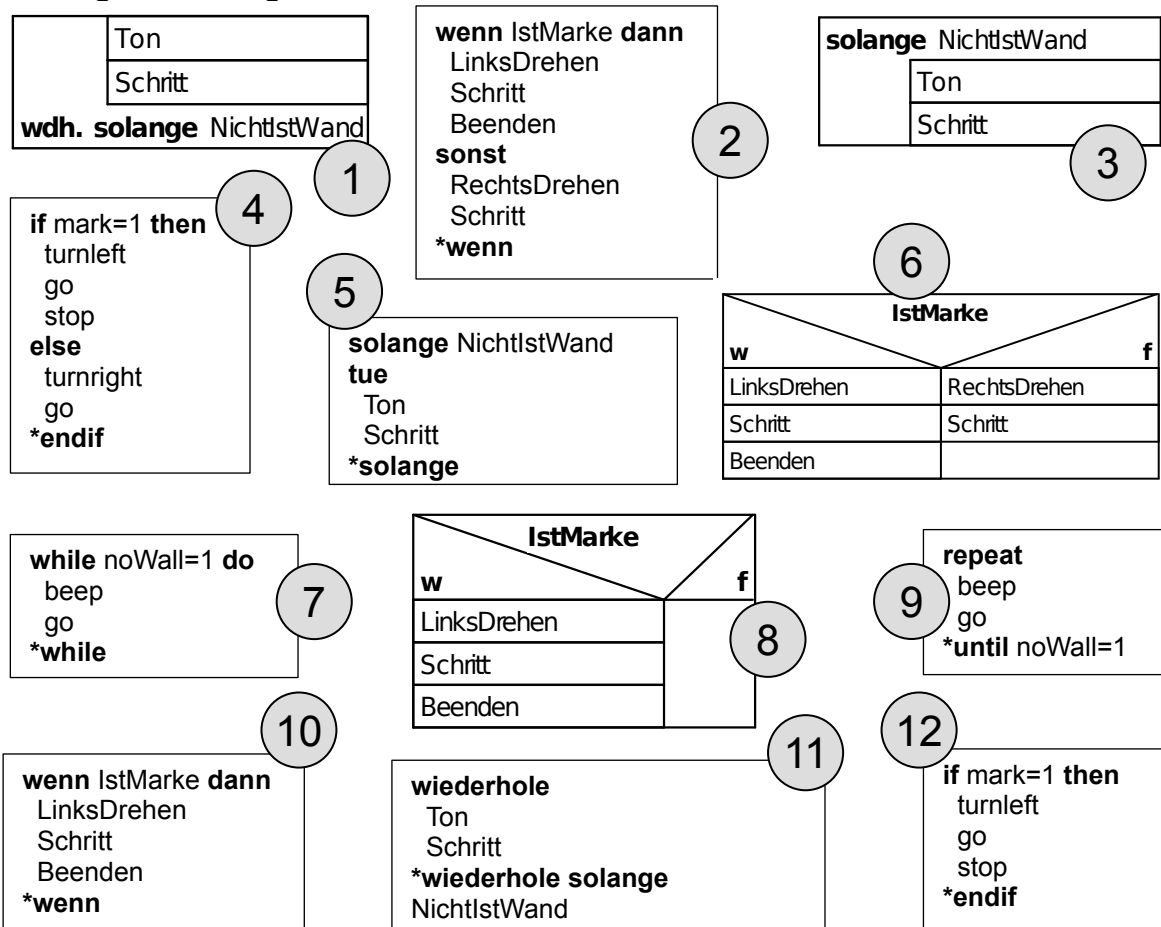 Ton
Schritt
wdh. solange NichtIstWand
1
wenn IstMarke dann
LinksDrehen
Schritt
Beenden
sonst
RechtsDrehen
Schritt
*wenn
2
solange NichtIstWand
Ton
Schritt
3
if mark=1 then
turnleft
go
stop
else
turnright
go
*endif
4
5
solange NichtIstWand
tue
Ton
Schritt
*solange
6
IstMarke
w f
LinksDrehen RechtsDrehen
Schritt Schritt
Beenden
while noWall=1 do
beep
go
*while
7
IstMarke
w f
LinksDrehen
Schritt
Beenden
8
repeat
beep
go
*until noWall=1
9
10
wenn IstMarke dann
LinksDrehen
Schritt
Beenden
*wenn
11
wiederhole
Ton
Schritt
*wiederhole solange
NichtIstWand
12
if mark=1 then
turnleft
go
stop
*endif